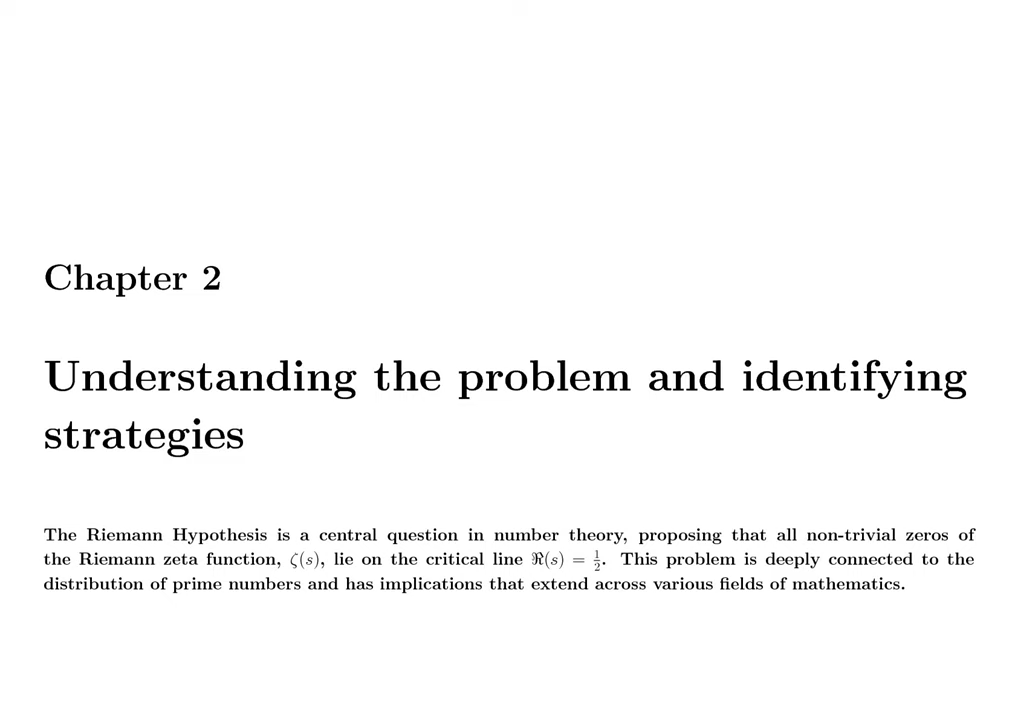 Chapter 2
Understanding the problem and identifying
strategies
The Riemann Hypothesis is a central question in number theory, proposing that all non-trivial zeros of
the Riemann zeta function, ζ(s), lie on the critical line ℜ(s) = 1/2. This problem is deeply connected to the
distribution of prime numbers and has implications that extend across various fields of mathematics.